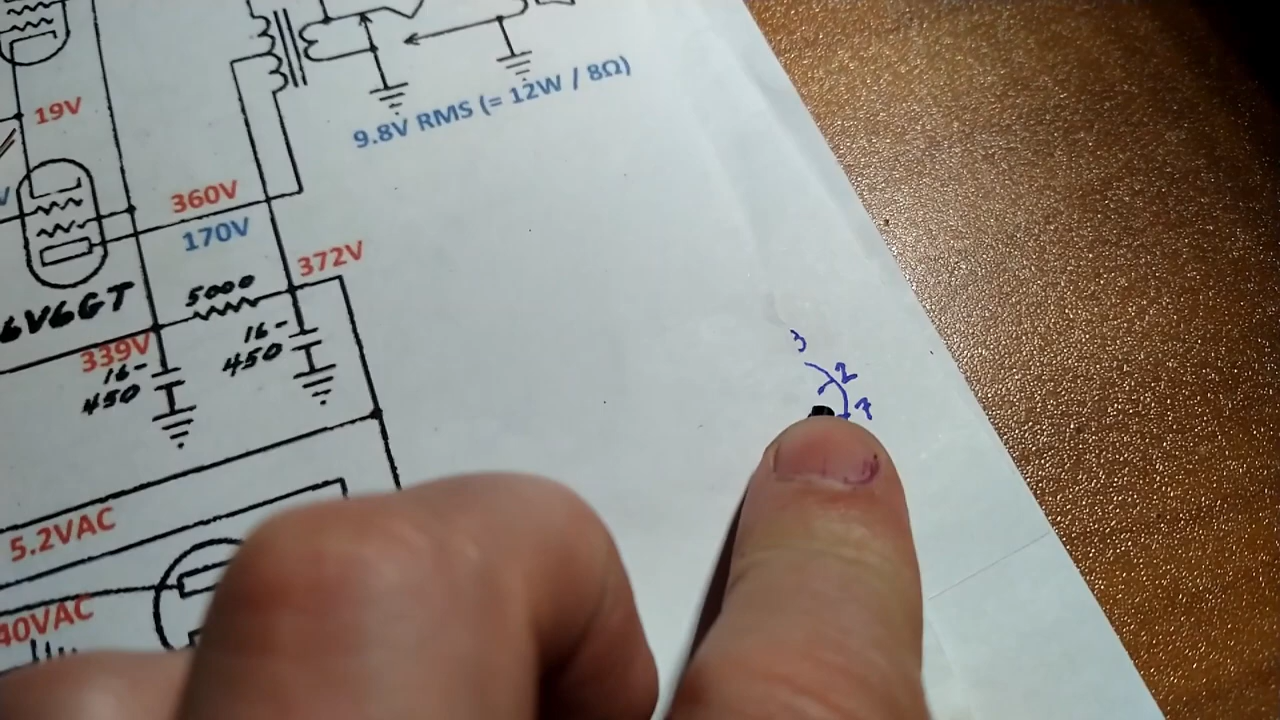 19V
9.8V RMS (= 12W / 8Ω)
360V
170V
372V
5000
6V6GT
16-
450
339V
16-
450
3
2
5.2VAC
40VAC